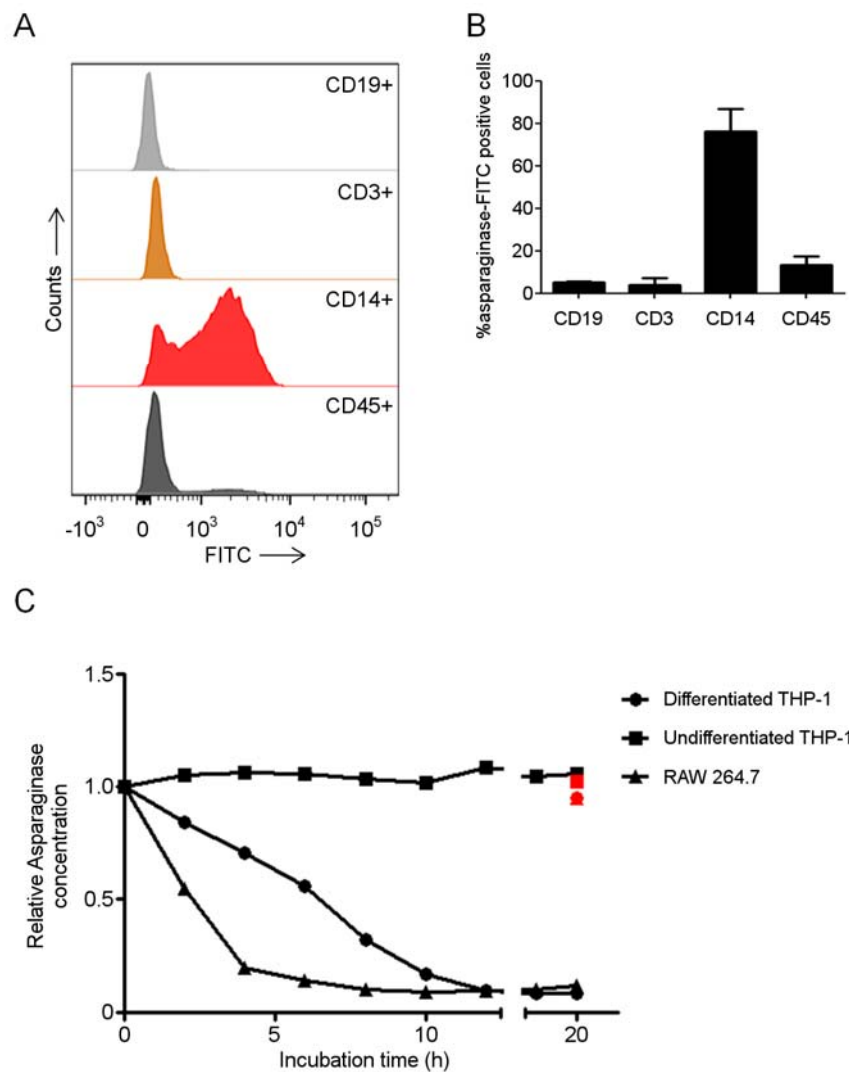 A
CD19+
CD3+
CD14+
CD45+
Counts
-10³ 0 10³ 10⁴ 10⁵
FITC
B
%asparaginase-FITC positive cells
100
80
60
40
20
0
CD19 CD3 CD14 CD45
C
Relative Asparaginase
concentration
1.5
1.0
0.5
0
0 5 10 20
Incubation time (h)
Differentiated THP-1
Undifferentiated THP-1
RAW 264.7